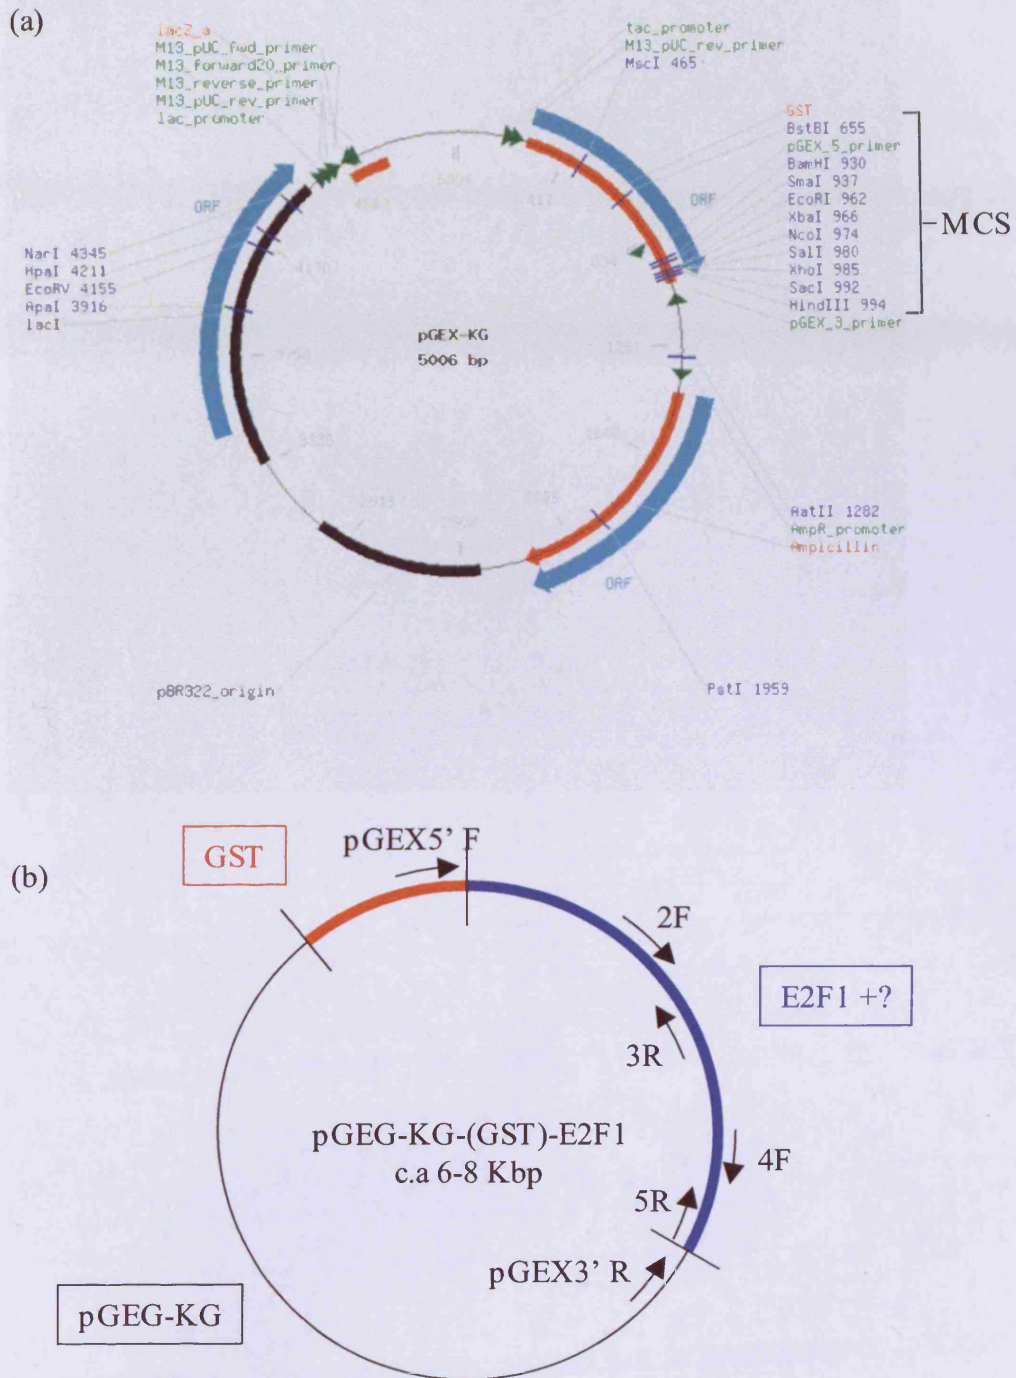 (a)
lacZ_a
M13_pUC_fwd_primer
M13_forward20_primer
M13_reverse_primer
M13_pUC_rev_primer
lac_promoter
tac_promoter
M13_pUC_rev_primer
MscI 465
GST
BstBI 655
pGEX_5_primer
BamHI 930
SmaI 937
EcoRI 962
XbaI 966
NcoI 974
SalI 980
XhoI 985
SacI 992
HindIII 994
pGEX_3_primer
MCS
ORF
ORF
NarI 4345
HpaI 4211
EcoRV 4155
ApaI 3916
lacI
pGEX-KG
5006 bp
1251
AatII 1282
AmpR_promoter
Ampicillin
ORF
pBR322_origin
PstI 1959
(b)
GST
pGEX5' F
2F
E2F1 +?
3R
pGEG-KG-(GST)-E2F1
c.a 6-8 Kbp
4F
5R
pGEX3' R
pGEG-KG